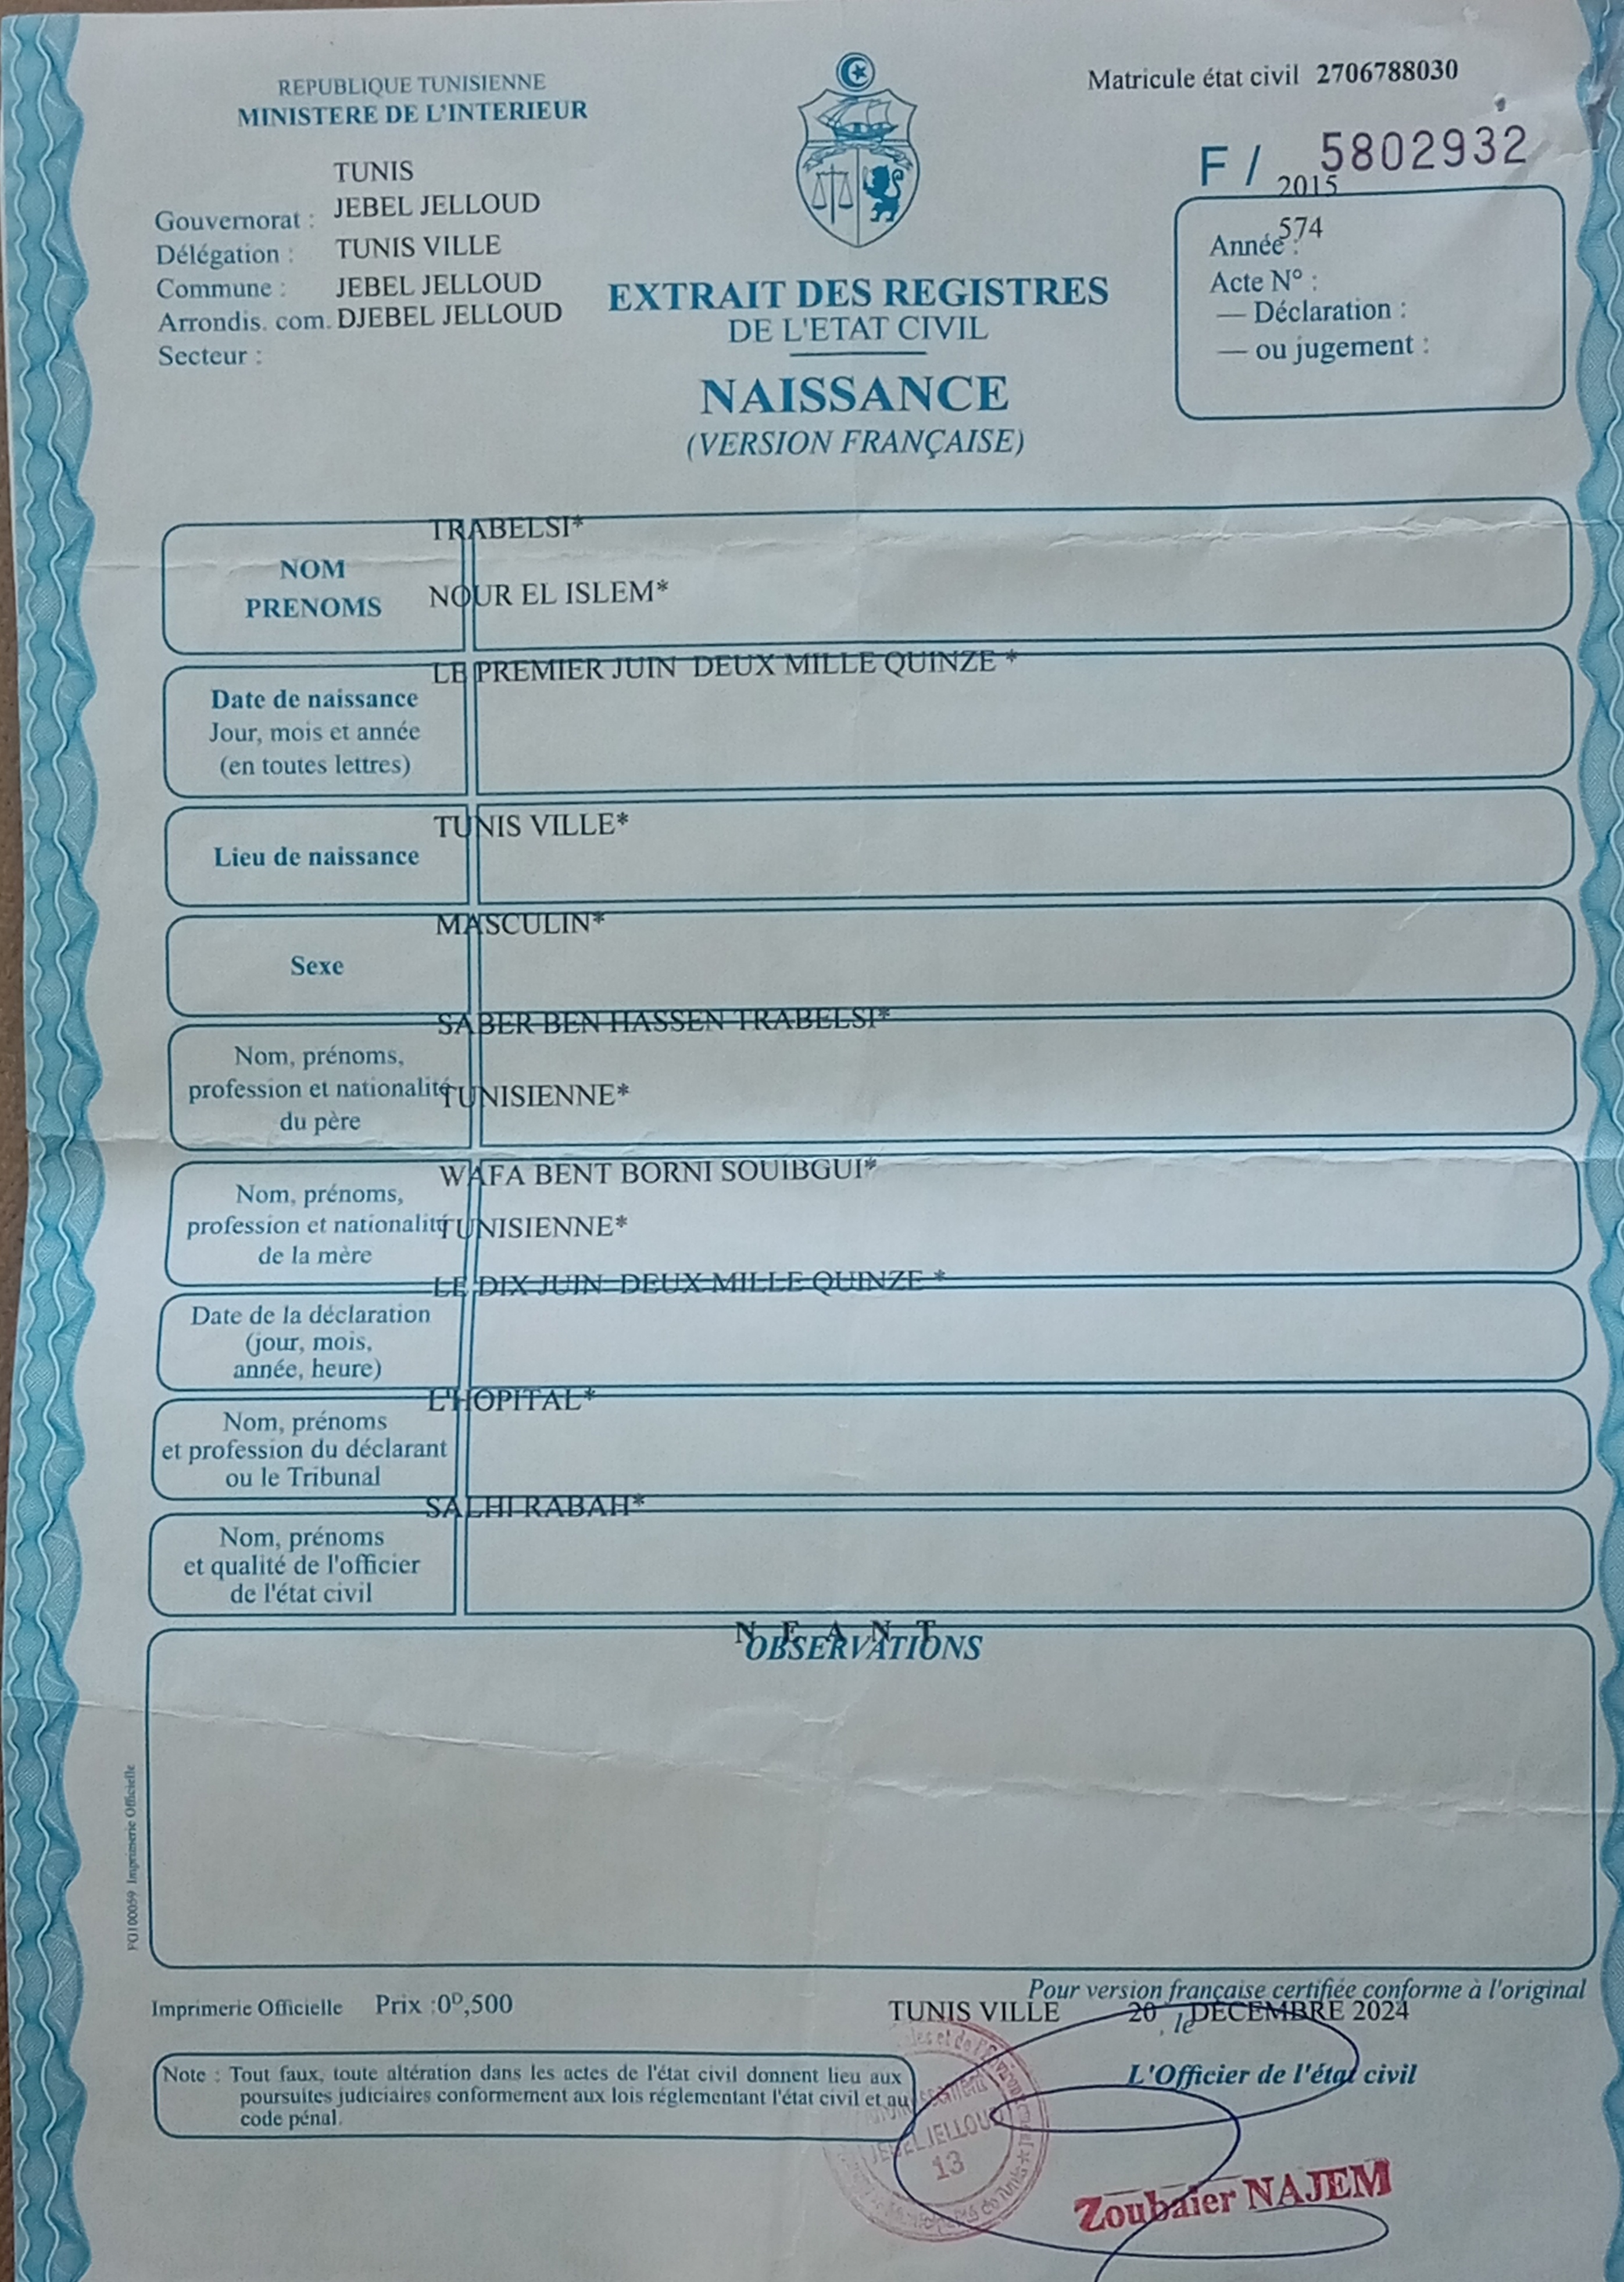 REPUBLIQUE TUNISIENNE
MINISTERE DE L'INTERIEUR
TUNIS
Gouvernorat : JEBEL JELLOUD
Délégation : TUNIS VILLE
Commune : JEBEL JELLOUD
Arrondis. com. DJEBEL JELLOUD
Secteur :
Matricule état civil 2706788030
F / 5802932
2015
Année : 574
Acte N° :
— Déclaration :
— ou jugement :
EXTRAIT DES REGISTRES
DE L'ETAT CIVIL
NAISSANCE
(VERSION FRANÇAISE)
TRABELSI*
NOM
PRENOMS NOUR EL ISLEM*
LE PREMIER JUIN DEUX MILLE QUINZE *
Date de naissance
Jour, mois et année
(en toutes lettres)
TUNIS VILLE*
Lieu de naissance
MASCULIN*
Sexe
SABER BEN HASSEN TRABELSI*
Nom, prénoms,
profession et nationalité TUNISIENNE*
du père
WAFA BENT BORNI SOUIBGUI*
Nom, prénoms,
profession et nationalité TUNISIENNE*
de la mère
LE DIX JUIN DEUX MILLE QUINZE *
Date de la déclaration
(jour, mois,
année, heure)
L'HOPITAL*
Nom, prénoms
et profession du déclarant
ou le Tribunal
SALHI RABAH*
Nom, prénoms
et qualité de l'officier
de l'état civil
N E A N T
OBSERVATIONS
Imprimerie Officielle
Imprimerie Officielle Prix :0ᴰ,500
Pour version française certifiée conforme à l'original
TUNIS VILLE 20 , le DÉCEMBRE 2024
L'Officier de l'état civil
Note : Tout faux, toute altération dans les actes de l'état civil donnent lieu aux
poursuites judiciaires conformement aux lois réglementant l'état civil et au
code pénal.
JEBEL JELLOUD
13
Zoubaier NAJEM